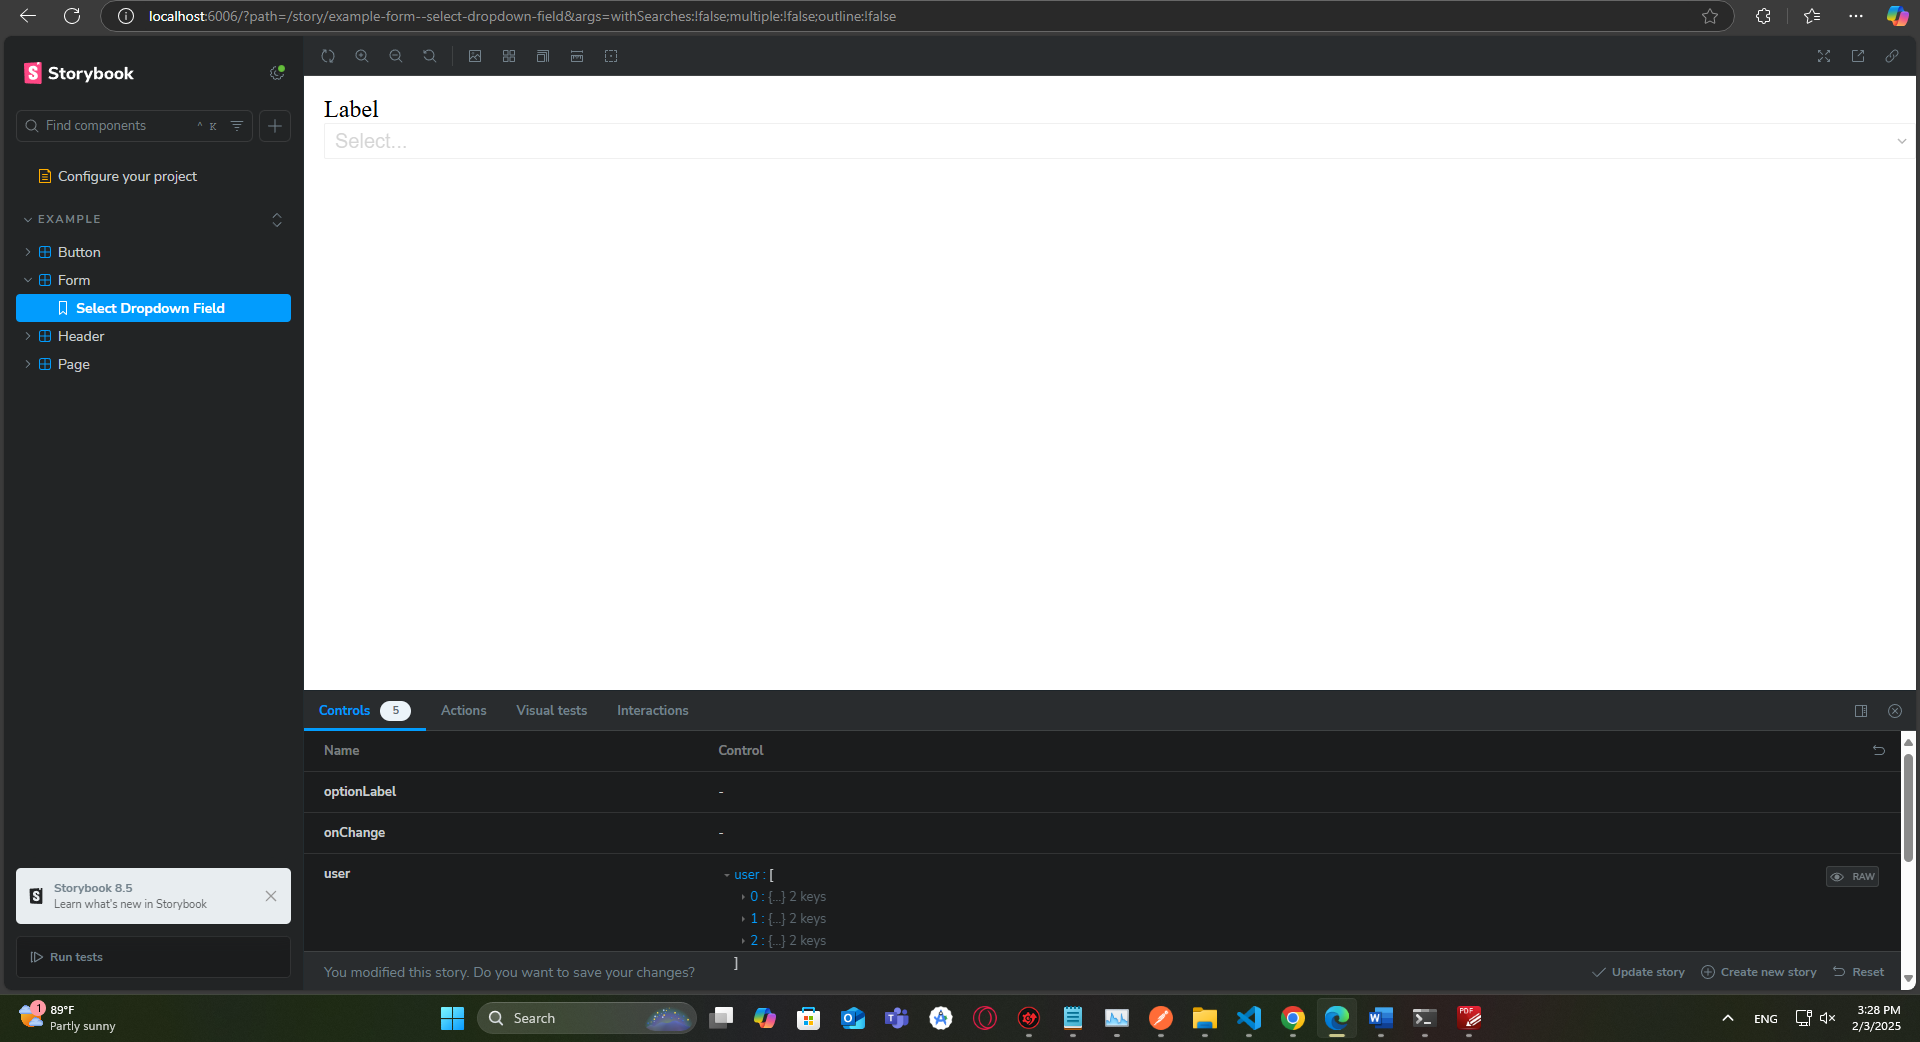 localhost:6006/?path=/story/example-form--select-dropdown-field&args=withSearches:!false;multiple:!false;outline:!false
Storybook
Find components
^ K
Configure your project
EXAMPLE
Button
Form
Select Dropdown Field
Header
Page
Storybook 8.5
Learn what's new in Storybook
Run tests
Label
Select...
Controls 5 Actions Visual tests Interactions
Name Control
optionLabel -
onChange -
user
user : [
0 : {...} 2 keys
1 : {...} 2 keys
2 : {...} 2 keys
]
RAW
You modified this story. Do you want to save your changes?
Update story Create new story Reset
1
89°F
Partly sunny
Search
ENG
3:28 PM
2/3/2025